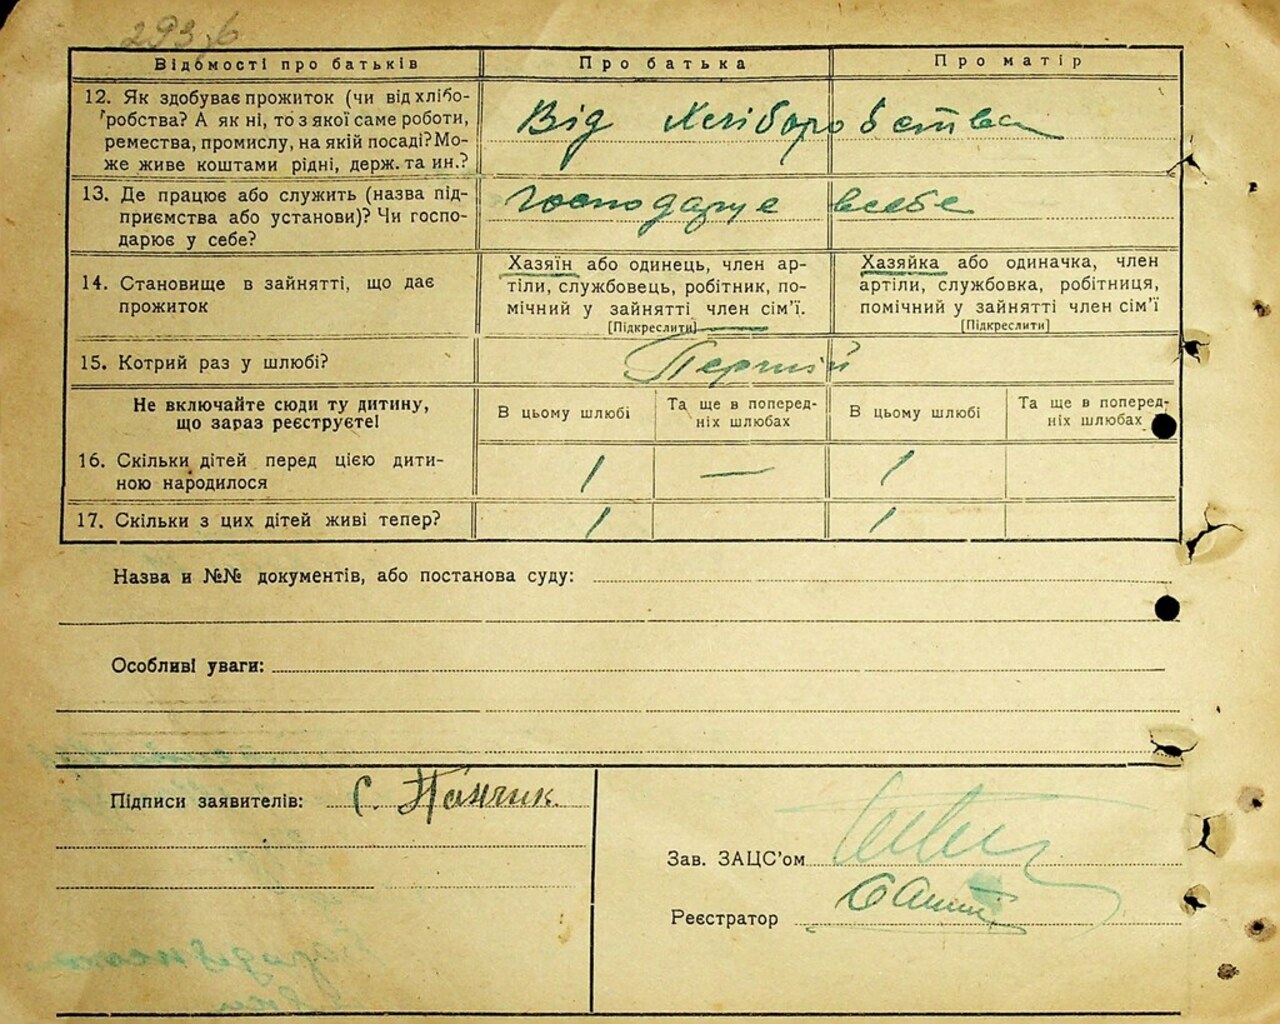 293
Відомості про батьків
Про батька
Про матір
12. Як здобуває прожиток (чи від хлібо-
робства? А як ні, то з якої саме роботи,
ремества, промислу, на якій посаді? Мо-
же живе коштами рідні, держ. та ин.?
Від хліборобства
13. Де працює або служить (назва під-
приємства або установи)? Чи госпо-
дарює у себе?
Господарує всебе
14. Становище в зайнятті, що дає
прожиток
Хазяїн або одинець, член ар-
тіли, службовець, робітник, по-
мічний у зайнятті член сім'ї.
[Підкреслити]
Хазяйка або одиначка, член
артіли, службовка, робітниця,
помічний у зайнятті член сім'ї
[Підкреслити]
15. Котрий раз у шлюбі?
Перший
Не включайте сюди ту дитину,
що зараз реєструєте!
В цьому шлюбі
Та ще в поперед-
ніх шлюбах
В цьому шлюбі
Та ще в поперед-
ніх шлюбах
16. Скільки дітей перед цією дити-
ною народилося
1 — 1
17. Скільки з цих дітей живі тепер?
1 1
Назва и №№ документів, або постанова суду:
Особливі уваги:
Підписи заявителів: С. Панчик
Зав. ЗАЦС'ом
Реєстратор